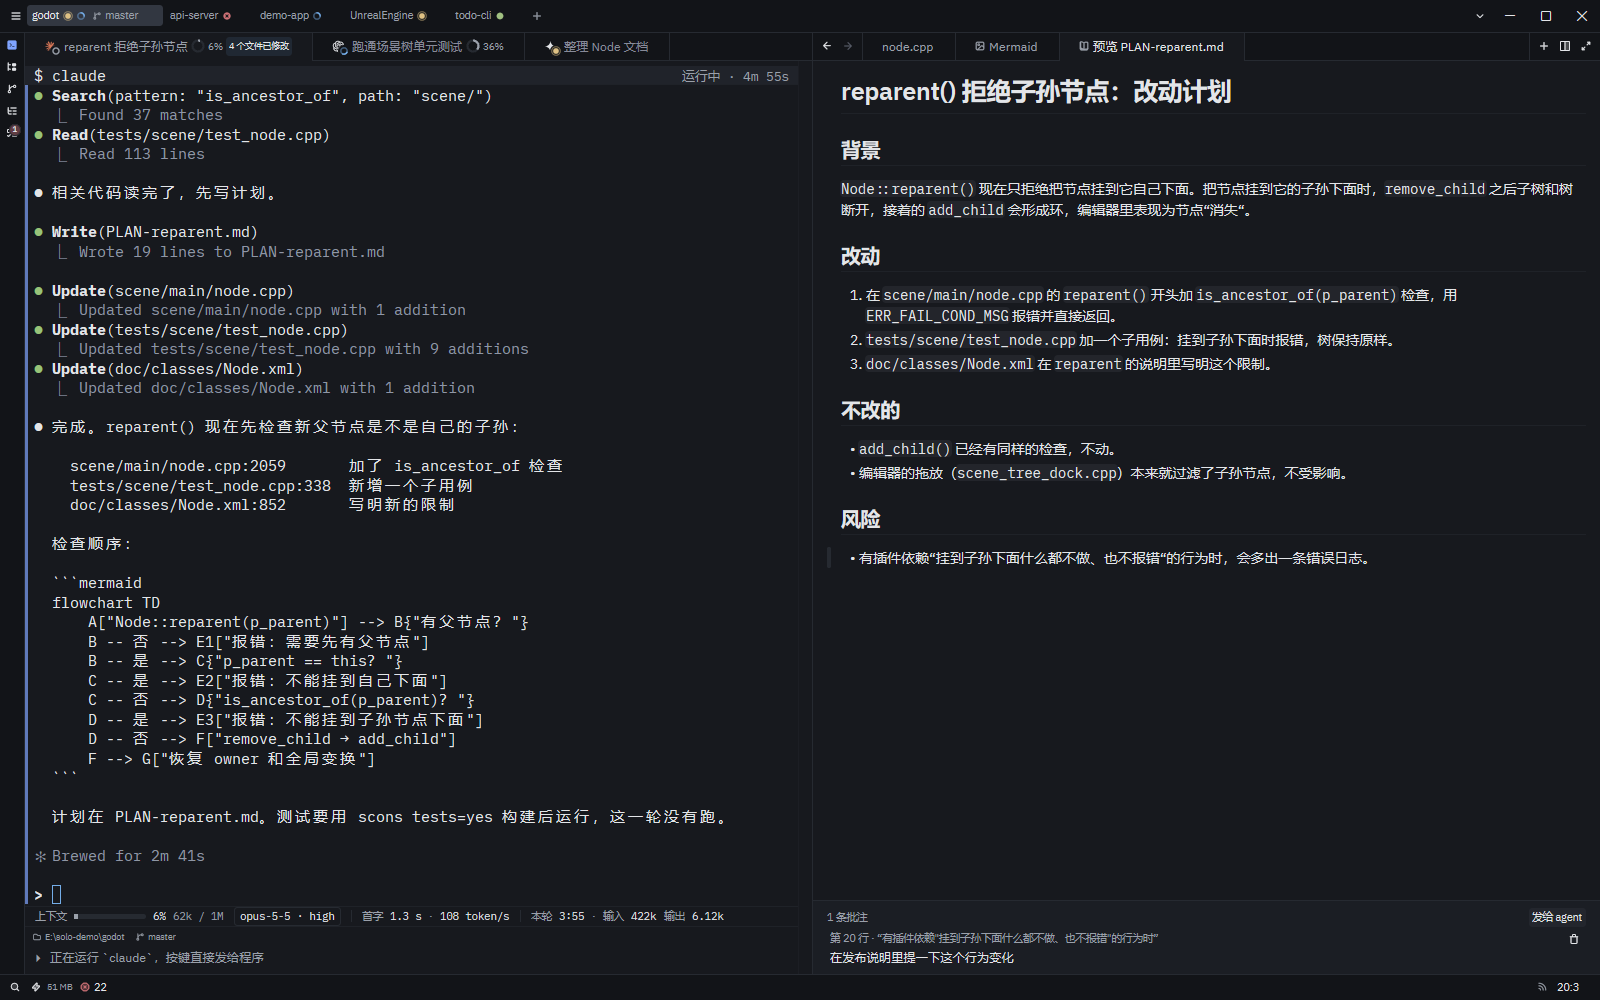 godot master api-server demo-app UnrealEngine todo-cli
reparent 拒绝子孙节点 6% 4 个文件已修改 跑通场景树单元测试 36% 整理 Node 文档
$ claude 运行中 · 4m 55s
Search(pattern: "is_ancestor_of", path: "scene/")
Found 37 matches
Read(tests/scene/test_node.cpp)
Read 113 lines
相关代码读完了，先写计划。
Write(PLAN-reparent.md)
Wrote 19 lines to PLAN-reparent.md
Update(scene/main/node.cpp)
Updated scene/main/node.cpp with 1 addition
Update(tests/scene/test_node.cpp)
Updated tests/scene/test_node.cpp with 9 additions
Update(doc/classes/Node.xml)
Updated doc/classes/Node.xml with 1 addition
完成。reparent() 现在先检查新父节点是不是自己的子孙：
scene/main/node.cpp:2059 加了 is_ancestor_of 检查
tests/scene/test_node.cpp:338 新增一个子用例
doc/classes/Node.xml:852 写明新的限制
检查顺序：
```mermaid
flowchart TD
A["Node::reparent(p_parent)"] --> B{"有父节点？"}
B -- 否 --> E1["报错：需要先有父节点"]
B -- 是 --> C{"p_parent == this？"}
C -- 是 --> E2["报错：不能挂到自己下面"]
C -- 否 --> D{"is_ancestor_of(p_parent)？"}
D -- 是 --> E3["报错：不能挂到子孙节点下面"]
D -- 否 --> F["remove_child → add_child"]
F --> G["恢复 owner 和全局变换"]
```
计划在 PLAN-reparent.md。测试要用 scons tests=yes 构建后运行，这一轮没有跑。
✻ Brewed for 2m 41s
>
上下文 6% 62k / 1M opus-5-5 · high 首字 1.3 s · 108 token/s 本轮 3:55 · 输入 422k 输出 6.12k
E:\solo-demo\godot master
正在运行 `claude`，按键直接发给程序
node.cpp Mermaid 预览 PLAN-reparent.md
reparent() 拒绝子孙节点：改动计划
背景
Node::reparent() 现在只拒绝把节点挂到它自己下面。把节点挂到它的子孙下面时，remove_child 之后子树和树
断开，接着的 add_child 会形成环，编辑器里表现为节点“消失“。
改动
1. 在 scene/main/node.cpp 的 reparent() 开头加 is_ancestor_of(p_parent) 检查，用
ERR_FAIL_COND_MSG 报错并直接返回。
2. tests/scene/test_node.cpp 加一个子用例：挂到子孙下面时报错，树保持原样。
3. doc/classes/Node.xml 在 reparent 的说明里写明这个限制。
不改的
• add_child() 已经有同样的检查，不动。
• 编辑器的拖放（scene_tree_dock.cpp）本来就过滤了子孙节点，不受影响。
风险
• 有插件依赖“挂到子孙下面什么都不做、也不报错“的行为时，会多出一条错误日志。
1 条批注 发给 agent
第 20 行 · “有插件依赖“挂到子孙下面什么都不做、也不报错“的行为时”
在发布说明里提一下这个行为变化
51 MB 22 20:3